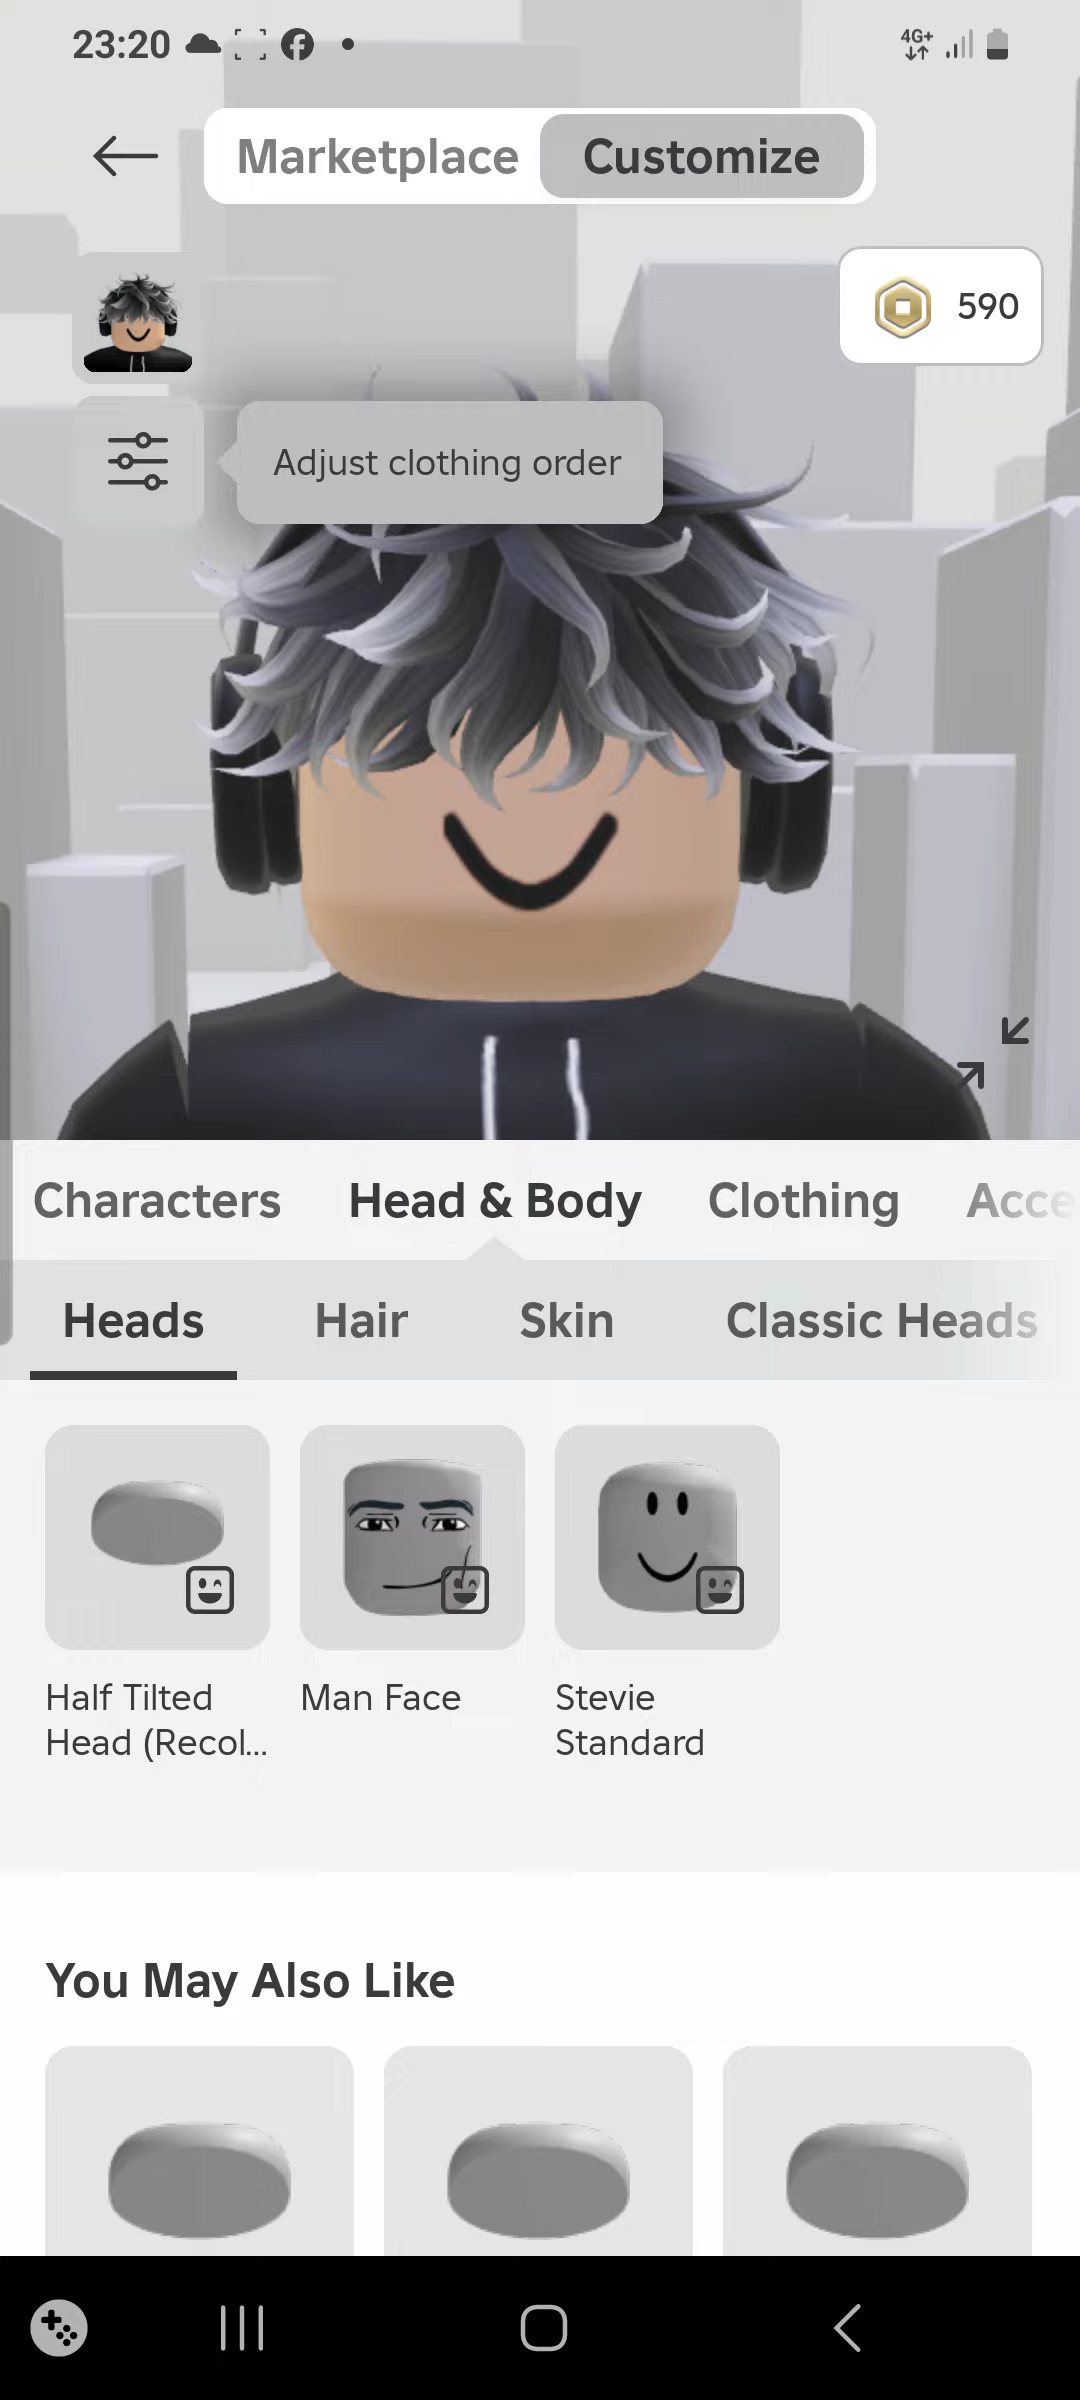 23:20
4G+
Marketplace
Customize
590
Adjust clothing order
Characters
Head & Body
Clothing
Acce
Heads
Hair
Skin
Classic Heads
Half Tilted
Head (Recol...
Man Face
Stevie
Standard
You May Also Like